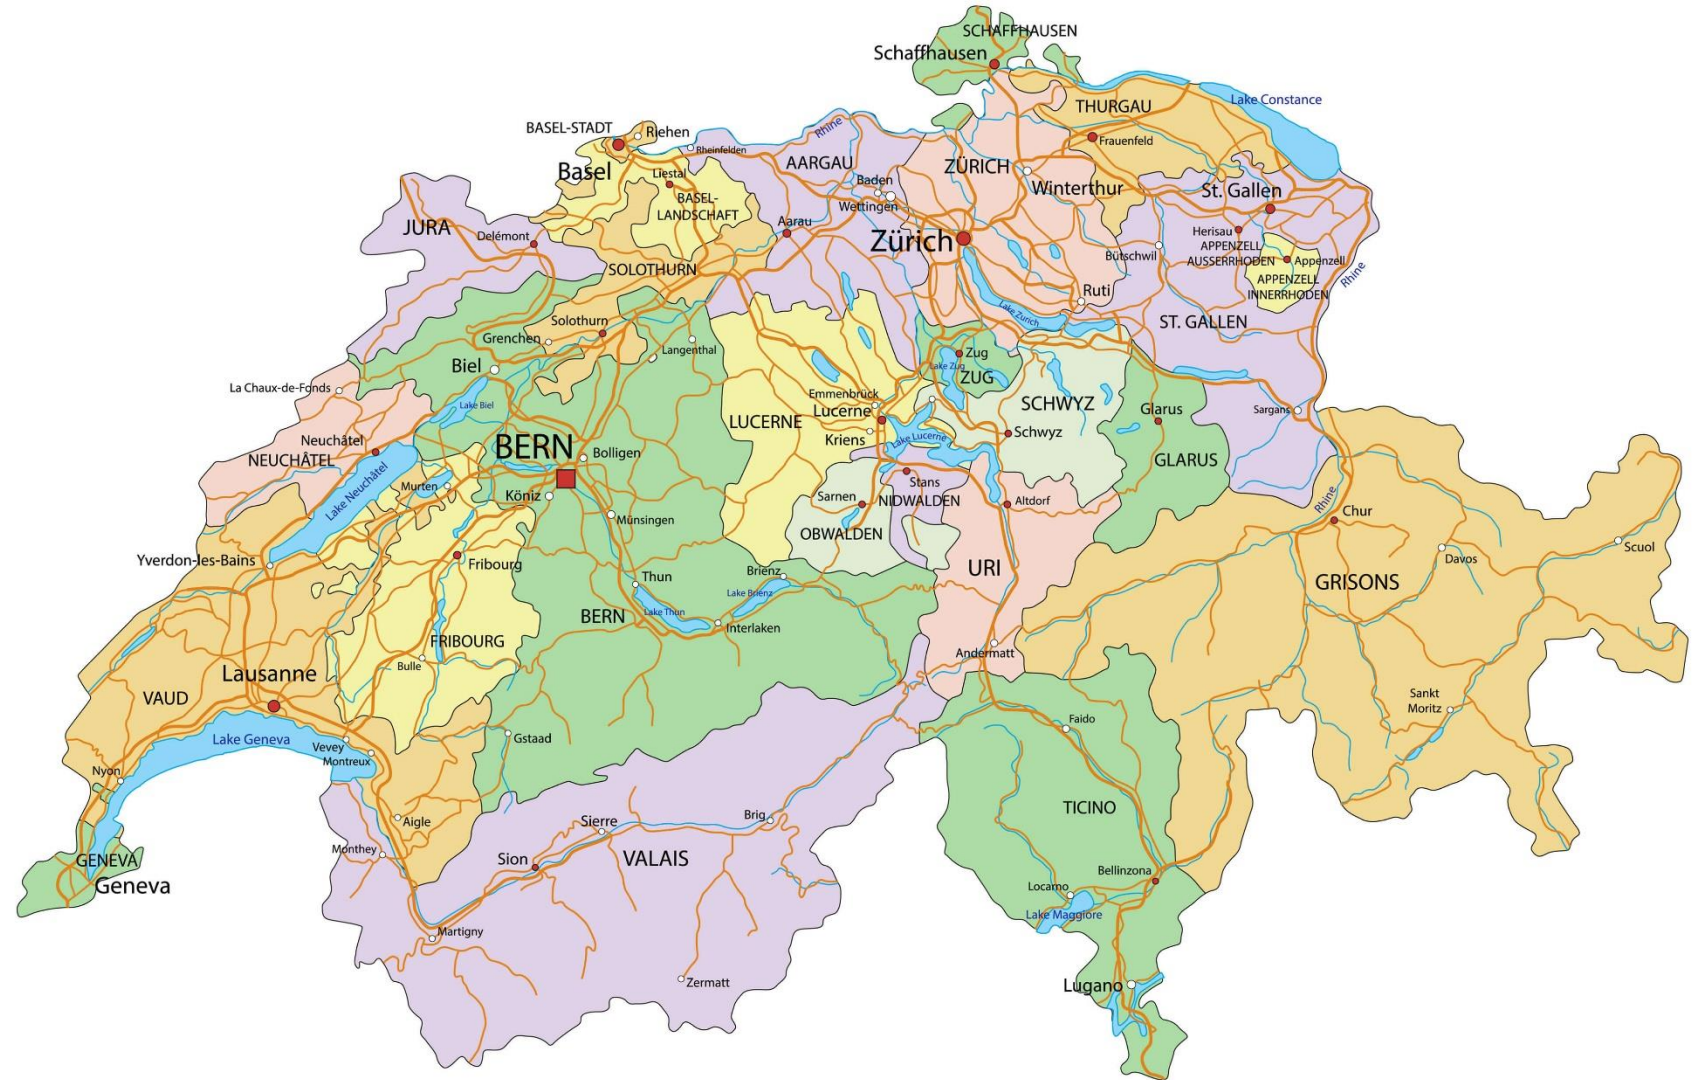 SCHAFFHAUSEN
Schaffhausen
Lake Constance
THURGAU
BASEL-STADT
Riehen
Rhine
Frauenfeld
Rheinfelden
AARGAU
ZÜRICH
Basel
Liestal
Baden
Winterthur
St. Gallen
BASEL-
LANDSCHAFT
Wettingen
JURA
Delémont
Aarau
Zürich
Herisau
APPENZELL
AUSSERRHODEN
Appenzell
Bütschwil
SOLOTHURN
Rhine
APPENZELL
INNERRHODEN
Ruti
Lake Zurich
Solothurn
ST. GALLEN
Grenchen
Langenthal
Zug
Biel
Lake Zug
ZUG
La Chaux-de-Fonds
Emmenbrück
SCHWYZ
Lake Biel
Lucerne
Glarus
Sargans
LUCERNE
Neuchâtel
Kriens
Lake Lucerne
Schwyz
BERN
NEUCHÂTEL
Bolligen
GLARUS
Lake Neuchâtel
Murten
Stans
Köniz
Sarnen
NIDWALDEN
Altdorf
Rhine
Chur
Münsingen
OBWALDEN
Scuol
Yverdon-les-Bains
Fribourg
Davos
URI
Brienz
Thun
GRISONS
Lake Brienz
Lake Thun
BERN
Interlaken
FRIBOURG
Andermatt
Bulle
Lausanne
VAUD
Sankt
Moritz
Faido
Lake Geneva
Gstaad
Vevey
Montreux
Nyon
TICINO
Brig
Aigle
Sierre
Monthey
GENEVA
Sion
VALAIS
Geneva
Bellinzona
Locarno
Lake Maggiore
Martigny
Zermatt
Lugano